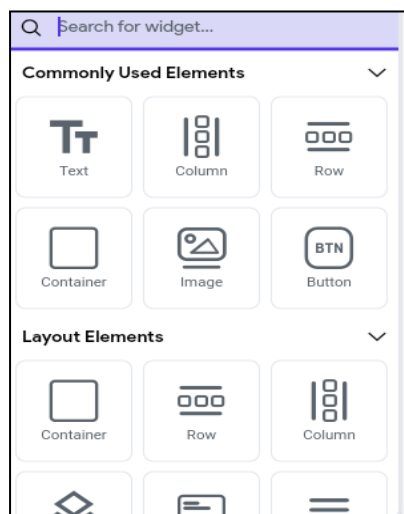 Search for widget...
Commonly Used Elements
Tт
Text Column Row
BTN
Container Image Button
Layout Elements
Container Row Column